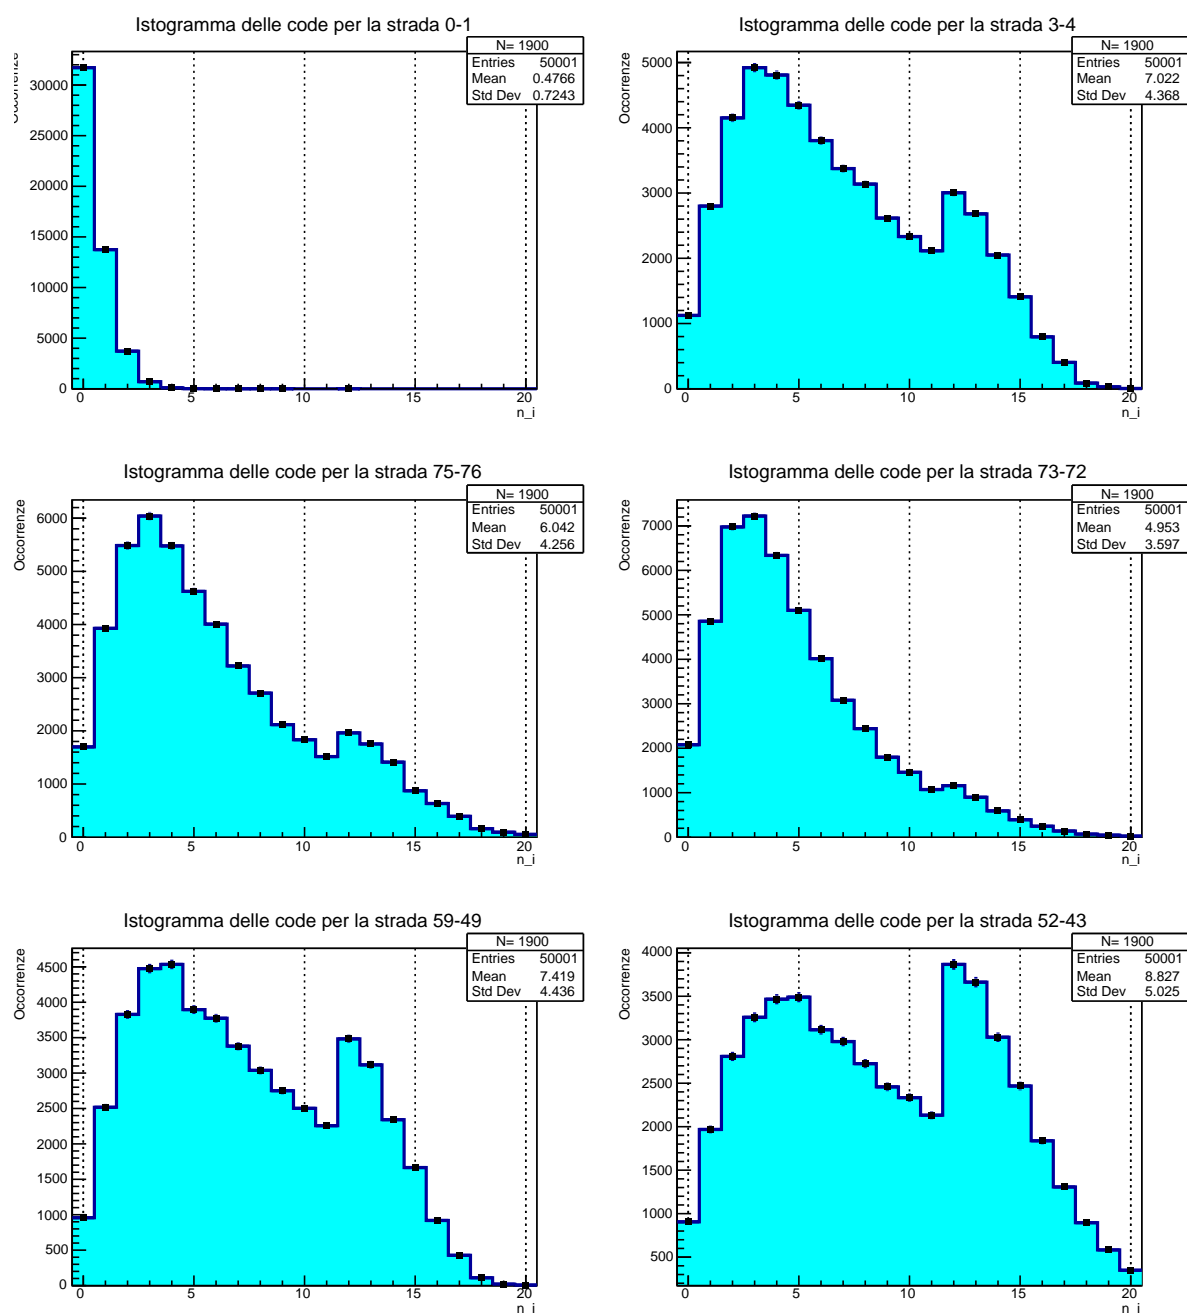 Istogramma delle code per la strada 0-1
N= 1900
Entries 50001
Mean 0.4766
Std Dev 0.7243
Occorrenze
30000
25000
20000
15000
10000
5000
0
0 5 10 15 20
n_i
Istogramma delle code per la strada 3-4
N= 1900
Entries 50001
Mean 7.022
Std Dev 4.368
Occorrenze
5000
4000
3000
2000
1000
0
0 5 10 15 20
n_i
Istogramma delle code per la strada 75-76
N= 1900
Entries 50001
Mean 6.042
Std Dev 4.256
Occorrenze
6000
5000
4000
3000
2000
1000
0
0 5 10 15 20
n_i
Istogramma delle code per la strada 73-72
N= 1900
Entries 50001
Mean 4.953
Std Dev 3.597
Occorrenze
7000
6000
5000
4000
3000
2000
1000
0
0 5 10 15 20
n_i
Istogramma delle code per la strada 59-49
N= 1900
Entries 50001
Mean 7.419
Std Dev 4.436
Occorrenze
4500
4000
3500
3000
2500
2000
1500
1000
500
0
0 5 10 15 20
n_i
Istogramma delle code per la strada 52-43
N= 1900
Entries 50001
Mean 8.827
Std Dev 5.025
Occorrenze
4000
3500
3000
2500
2000
1500
1000
500
0 5 10 15 20
n_i